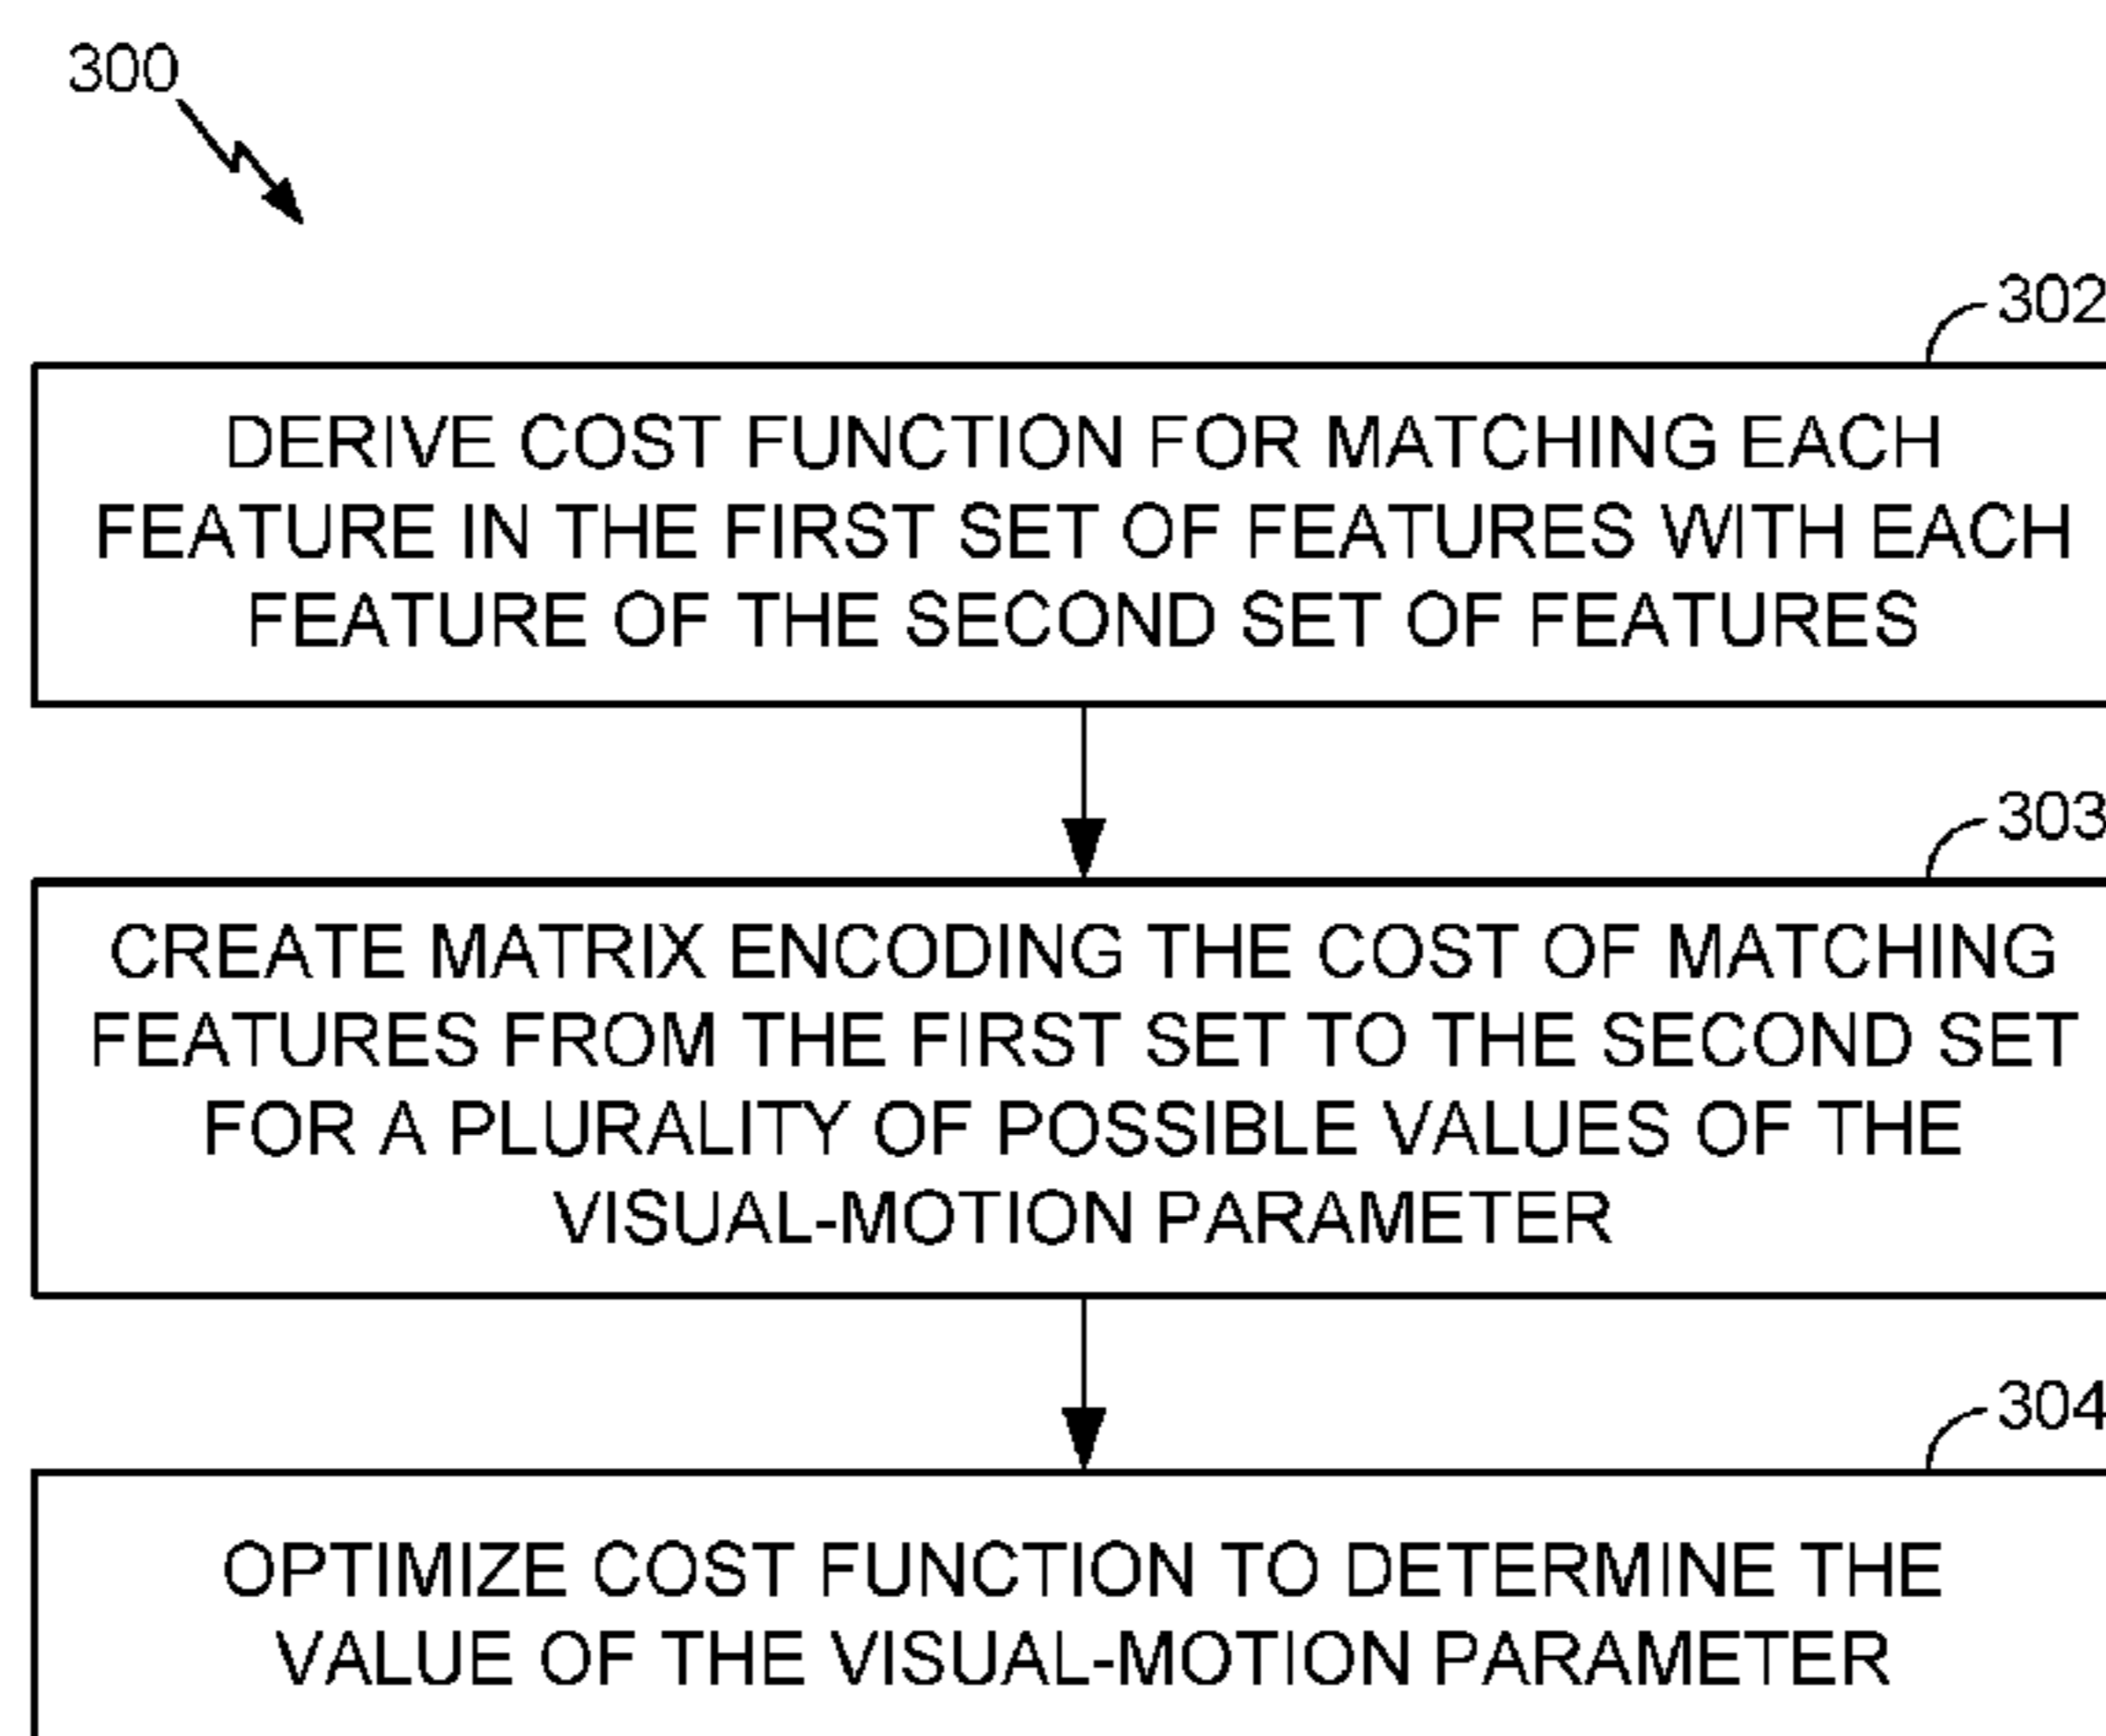 300
302
DERIVE COST FUNCTION FOR MATCHING EACH
FEATURE IN THE FIRST SET OF FEATURES WITH EACH
FEATURE OF THE SECOND SET OF FEATURES
303
CREATE MATRIX ENCODING THE COST OF MATCHING
FEATURES FROM THE FIRST SET TO THE SECOND SET
FOR A PLURALITY OF POSSIBLE VALUES OF THE
VISUAL-MOTION PARAMETER
304
OPTIMIZE COST FUNCTION TO DETERMINE THE
VALUE OF THE VISUAL-MOTION PARAMETER